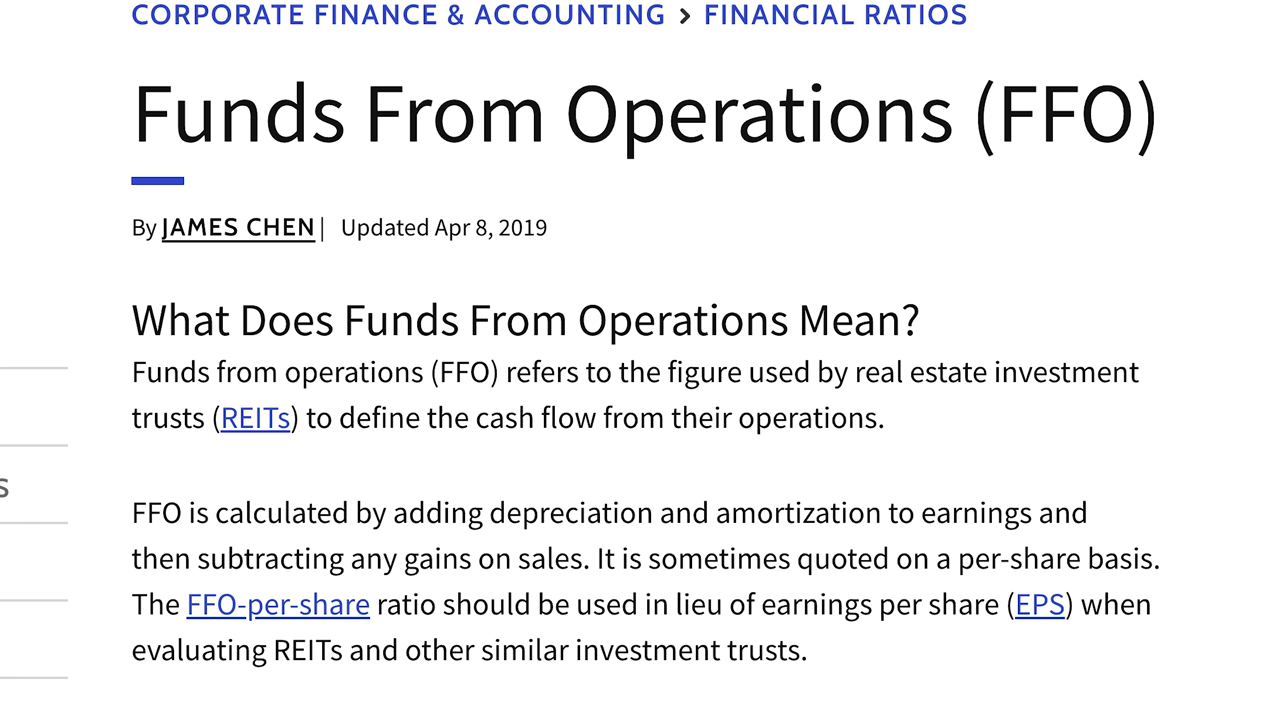 CORPORATE FINANCE & ACCOUNTING > FINANCIAL RATIOS
Funds From Operations (FFO)
By JAMES CHEN | Updated Apr 8, 2019
What Does Funds From Operations Mean?
Funds from operations (FFO) refers to the figure used by real estate investment
trusts (REITs) to define the cash flow from their operations.
s
FFO is calculated by adding depreciation and amortization to earnings and
then subtracting any gains on sales. It is sometimes quoted on a per-share basis.
The FFO-per-share ratio should be used in lieu of earnings per share (EPS) when
evaluating REITs and other similar investment trusts.